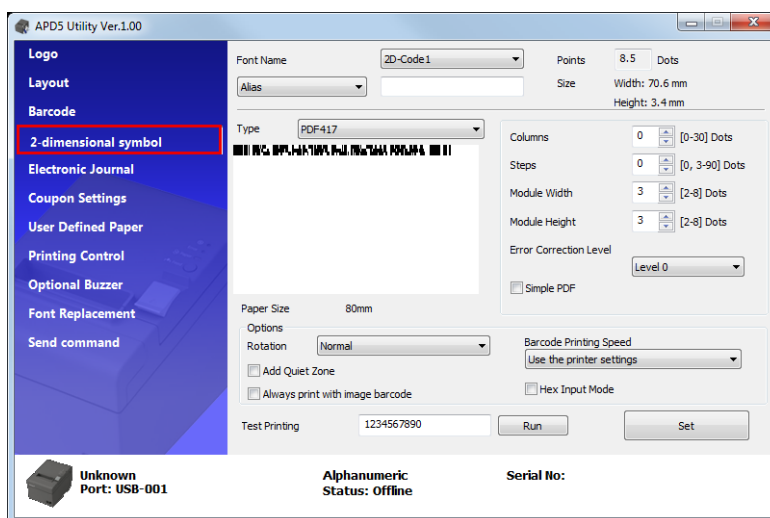 APD5 Utility Ver.1.00
Logo
Layout
Barcode
2-dimensional symbol
Electronic Journal
Coupon Settings
User Defined Paper
Printing Control
Optional Buzzer
Font Replacement
Send command
Font Name 2D-Code1 Points 8.5 Dots
Alias Size Width: 70.6 mm
Height: 3.4 mm
Type PDF417
Columns 0 [0-30] Dots
Steps 0 [0, 3-90] Dots
Module Width 3 [2-8] Dots
Module Height 3 [2-8] Dots
Error Correction Level
Level 0
Simple PDF
Paper Size 80mm
Options
Rotation Normal
Barcode Printing Speed
Use the printer settings
Add Quiet Zone
Always print with image barcode
Hex Input Mode
Test Printing 1234567890 Run Set
Unknown
Port: USB-001
Alphanumeric
Status: Offline
Serial No: